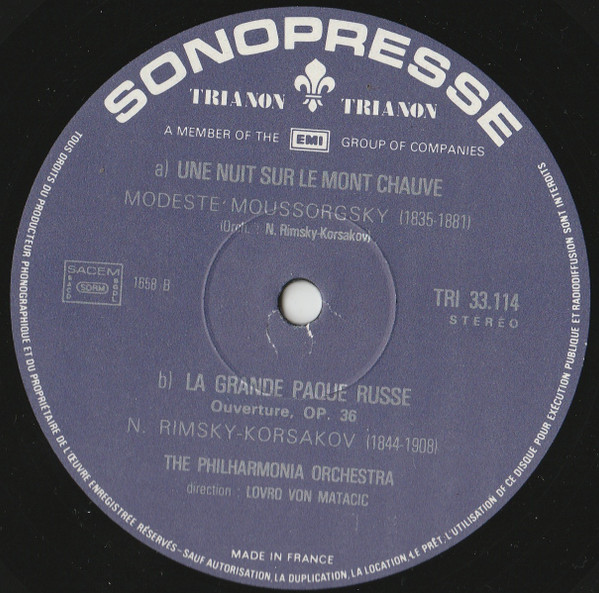 SONOPRESSE
TRIANON TRIANON
A MEMBER OF THE EMI GROUP OF COMPANIES
a) UNE NUIT SUR LE MONT CHAUVE
MODESTE MOUSSORGSKY (1835-1881)
(Orch. : N. Rimsky-Korsakov)
SACEM
SACD SDRM SGDL
1658 B
TRI 33.114
STEREO
b) LA GRANDE PAQUE RUSSE
Ouverture, OP. 36
N. RIMSKY-KORSAKOV (1844-1908)
THE PHILHARMONIA ORCHESTRA
direction : LOVRO VON MATACIC
MADE IN FRANCE
TOUS DROITS DU PRODUCTEUR PHONOGRAPHIQUE ET DU PROPRIÉTAIRE DE L'ŒUVRE ENREGISTRÉE RÉSERVÉS-SAUF AUTORISATION, LA DUPLICATION, LA LOCATION, LE PRÊT, L'UTILISATION DE CE DISQUE POUR EXÉCUTION PUBLIQUE ET RADIODIFFUSION SONT INTERDITS